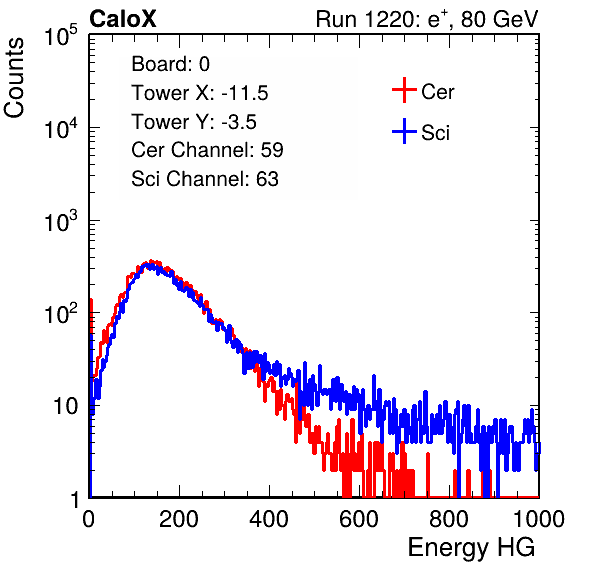 CaloX Run 1220: e⁺, 80 GeV
Counts
10⁵
10⁴
10³
10²
10
1
Board: 0
Tower X: -11.5
Tower Y: -3.5
Cer Channel: 59
Sci Channel: 63
Cer
Sci
0 200 400 600 800 1000
Energy HG